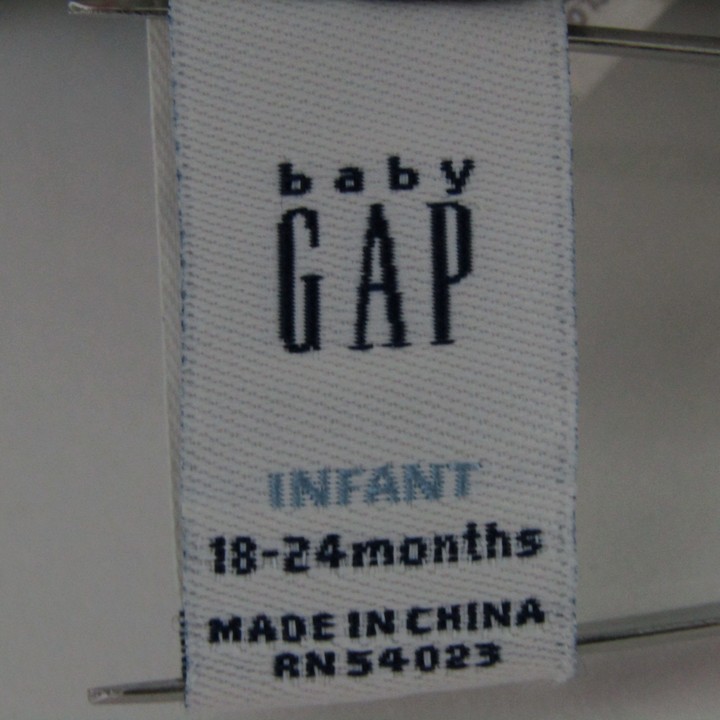 baby
GAP
INFANT
18-24months
MADE IN CHINA
RN54023